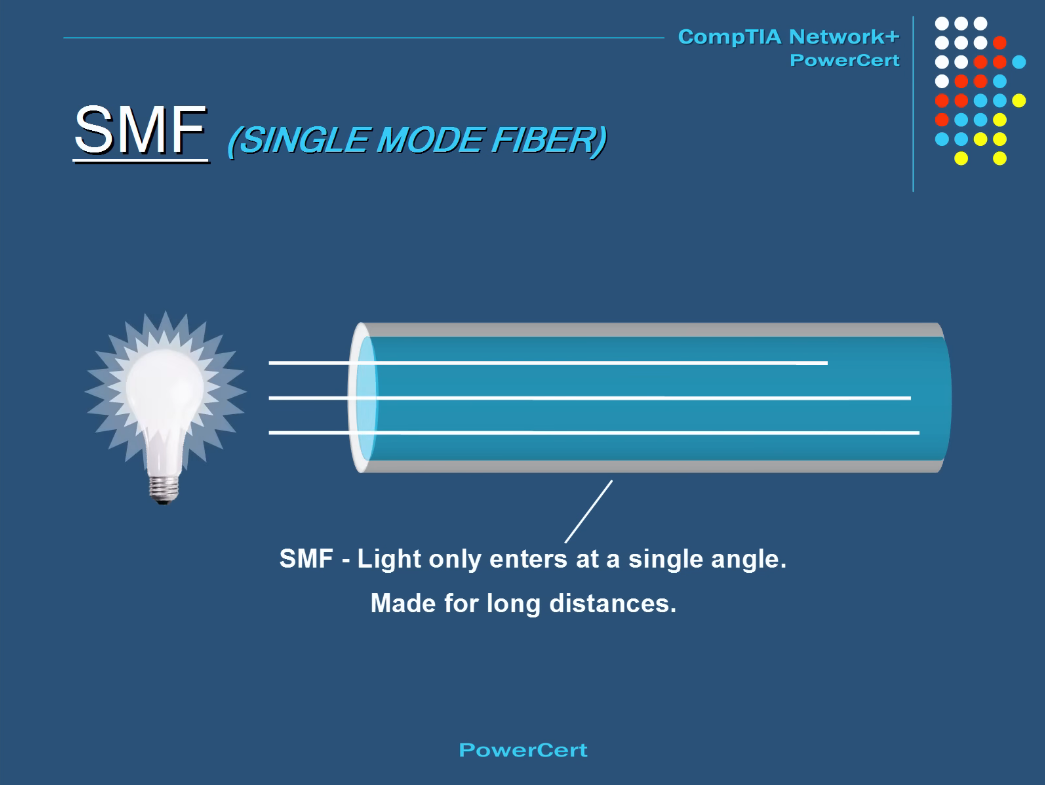 CompTIA Network+
PowerCert
SMF (SINGLE MODE FIBER)
SMF - Light only enters at a single angle.
Made for long distances.
PowerCert